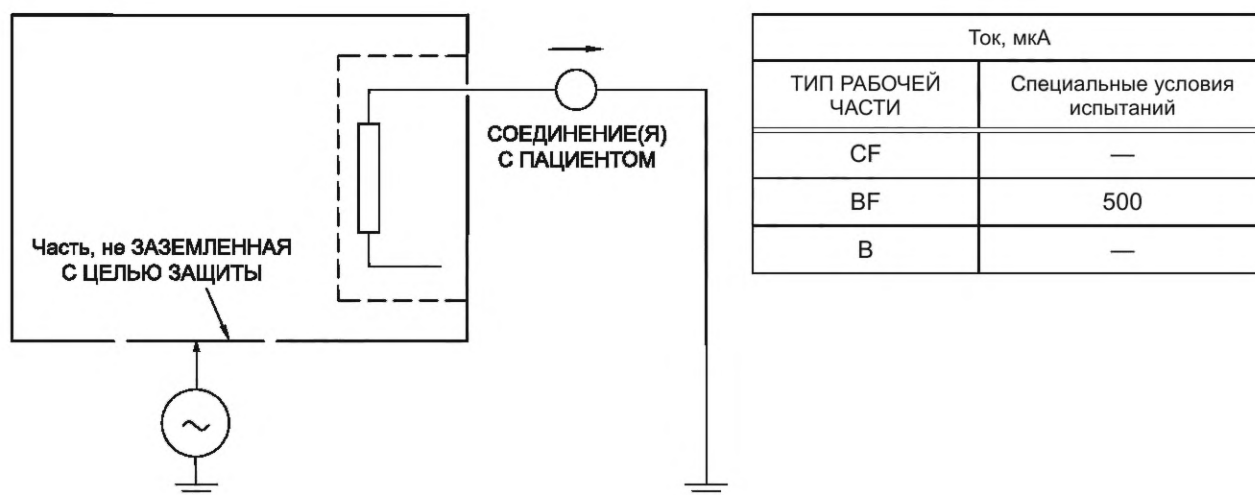 СОЕДИНЕНИЕ(Я)
С ПАЦИЕНТОМ
Часть, не ЗАЗЕМЛЕННАЯ
С ЦЕЛЬЮ ЗАЩИТЫ
Ток, мкА
ТИП РАБОЧЕЙ
ЧАСТИ
Специальные условия
испытаний
CF
—
BF
500
B
—